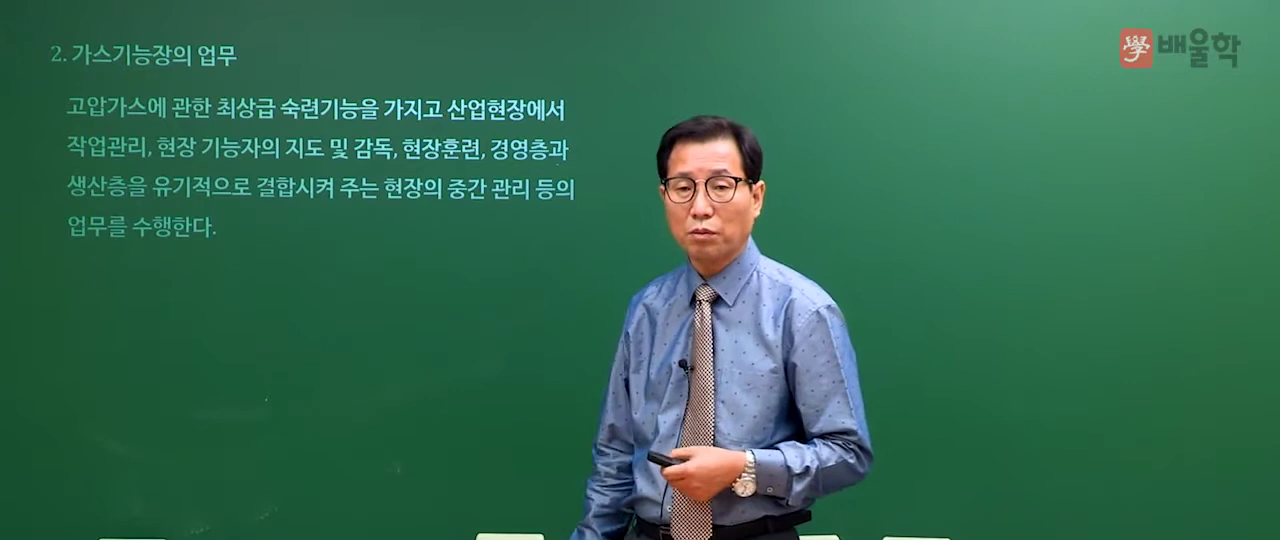 2. 가스기능장의 업무
學 배울학
고압가스에 관한 최상급 숙련기능을 가지고 산업현장에서
작업관리, 현장 기능자의 지도 및 감독, 현장훈련, 경영층과
생산층을 유기적으로 결합시켜 주는 현장의 중간 관리 등의
업무를 수행한다.